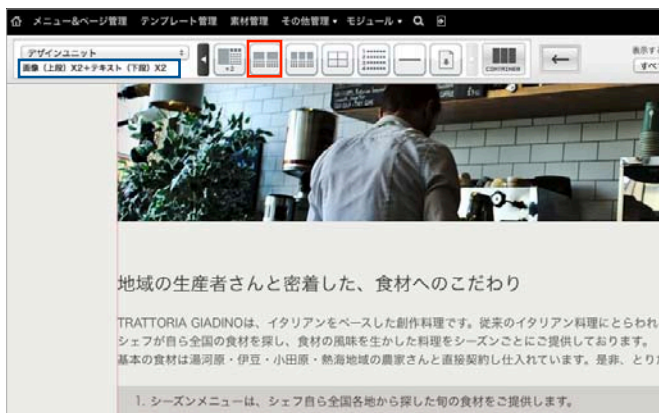 メニュー&ページ管理 テンプレート管理 素材管理 その他管理▾ モジュール▾
デザインユニット
画像（上段）X2+テキスト（下段）X2
×2
CONTAINER
表示す
すべ
地域の生産者さんと密着した、食材へのこだわり
TRATTORIA GIADINOは、イタリアンをベースした創作料理です。従来のイタリアン料理にとらわれ
シェフが自ら全国の食材を探し、食材の風味を生かした料理をシーズンごとにご提供しております。
基本の食材は湯河原・伊豆・小田原・熱海地域の農家さんと直接契約し仕入れています。是非、とり
1. シーズンメニューは、シェフ自ら全国各地から探した旬の食材をご提供します。